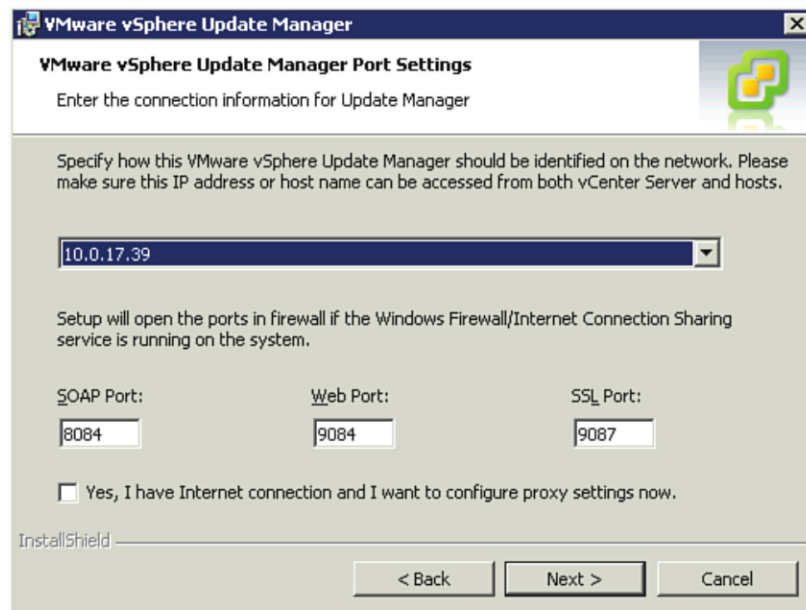 VMware vSphere Update Manager
VMware vSphere Update Manager Port Settings
Enter the connection information for Update Manager
Specify how this VMware vSphere Update Manager should be identified on the network. Please
make sure this IP address or host name can be accessed from both vCenter Server and hosts.
10.0.17.39
Setup will open the ports in firewall if the Windows Firewall/Internet Connection Sharing
service is running on the system.
SOAP Port: Web Port: SSL Port:
8084 9084 9087
Yes, I have Internet connection and I want to configure proxy settings now.
InstallShield
< Back Next > Cancel